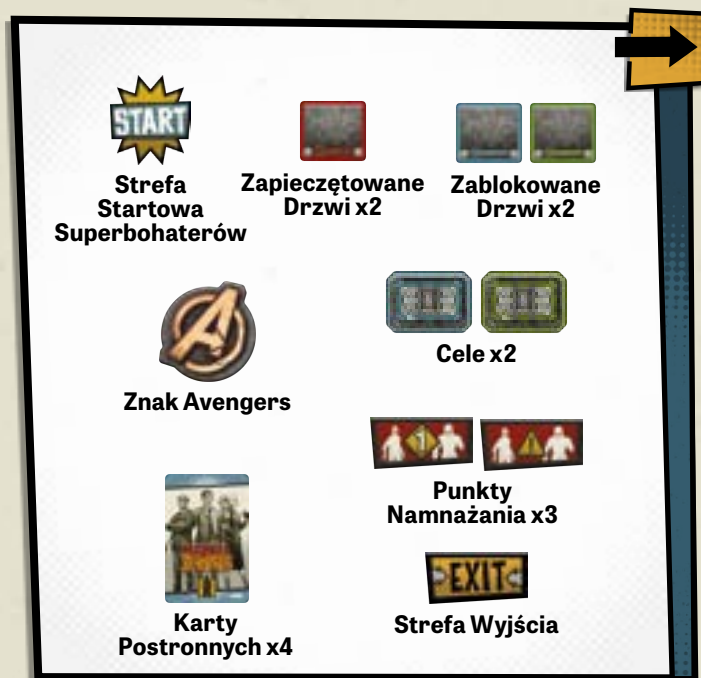 START
Strefa
Startowa
Superbohaterów
Zapieczętowane
Drzwi x2
Zablokowane
Drzwi x2
Znak Avengers
Cele x2
1
Punkty
Namnażania x3
Karty
Postronnych x4
EXIT
Strefa Wyjścia